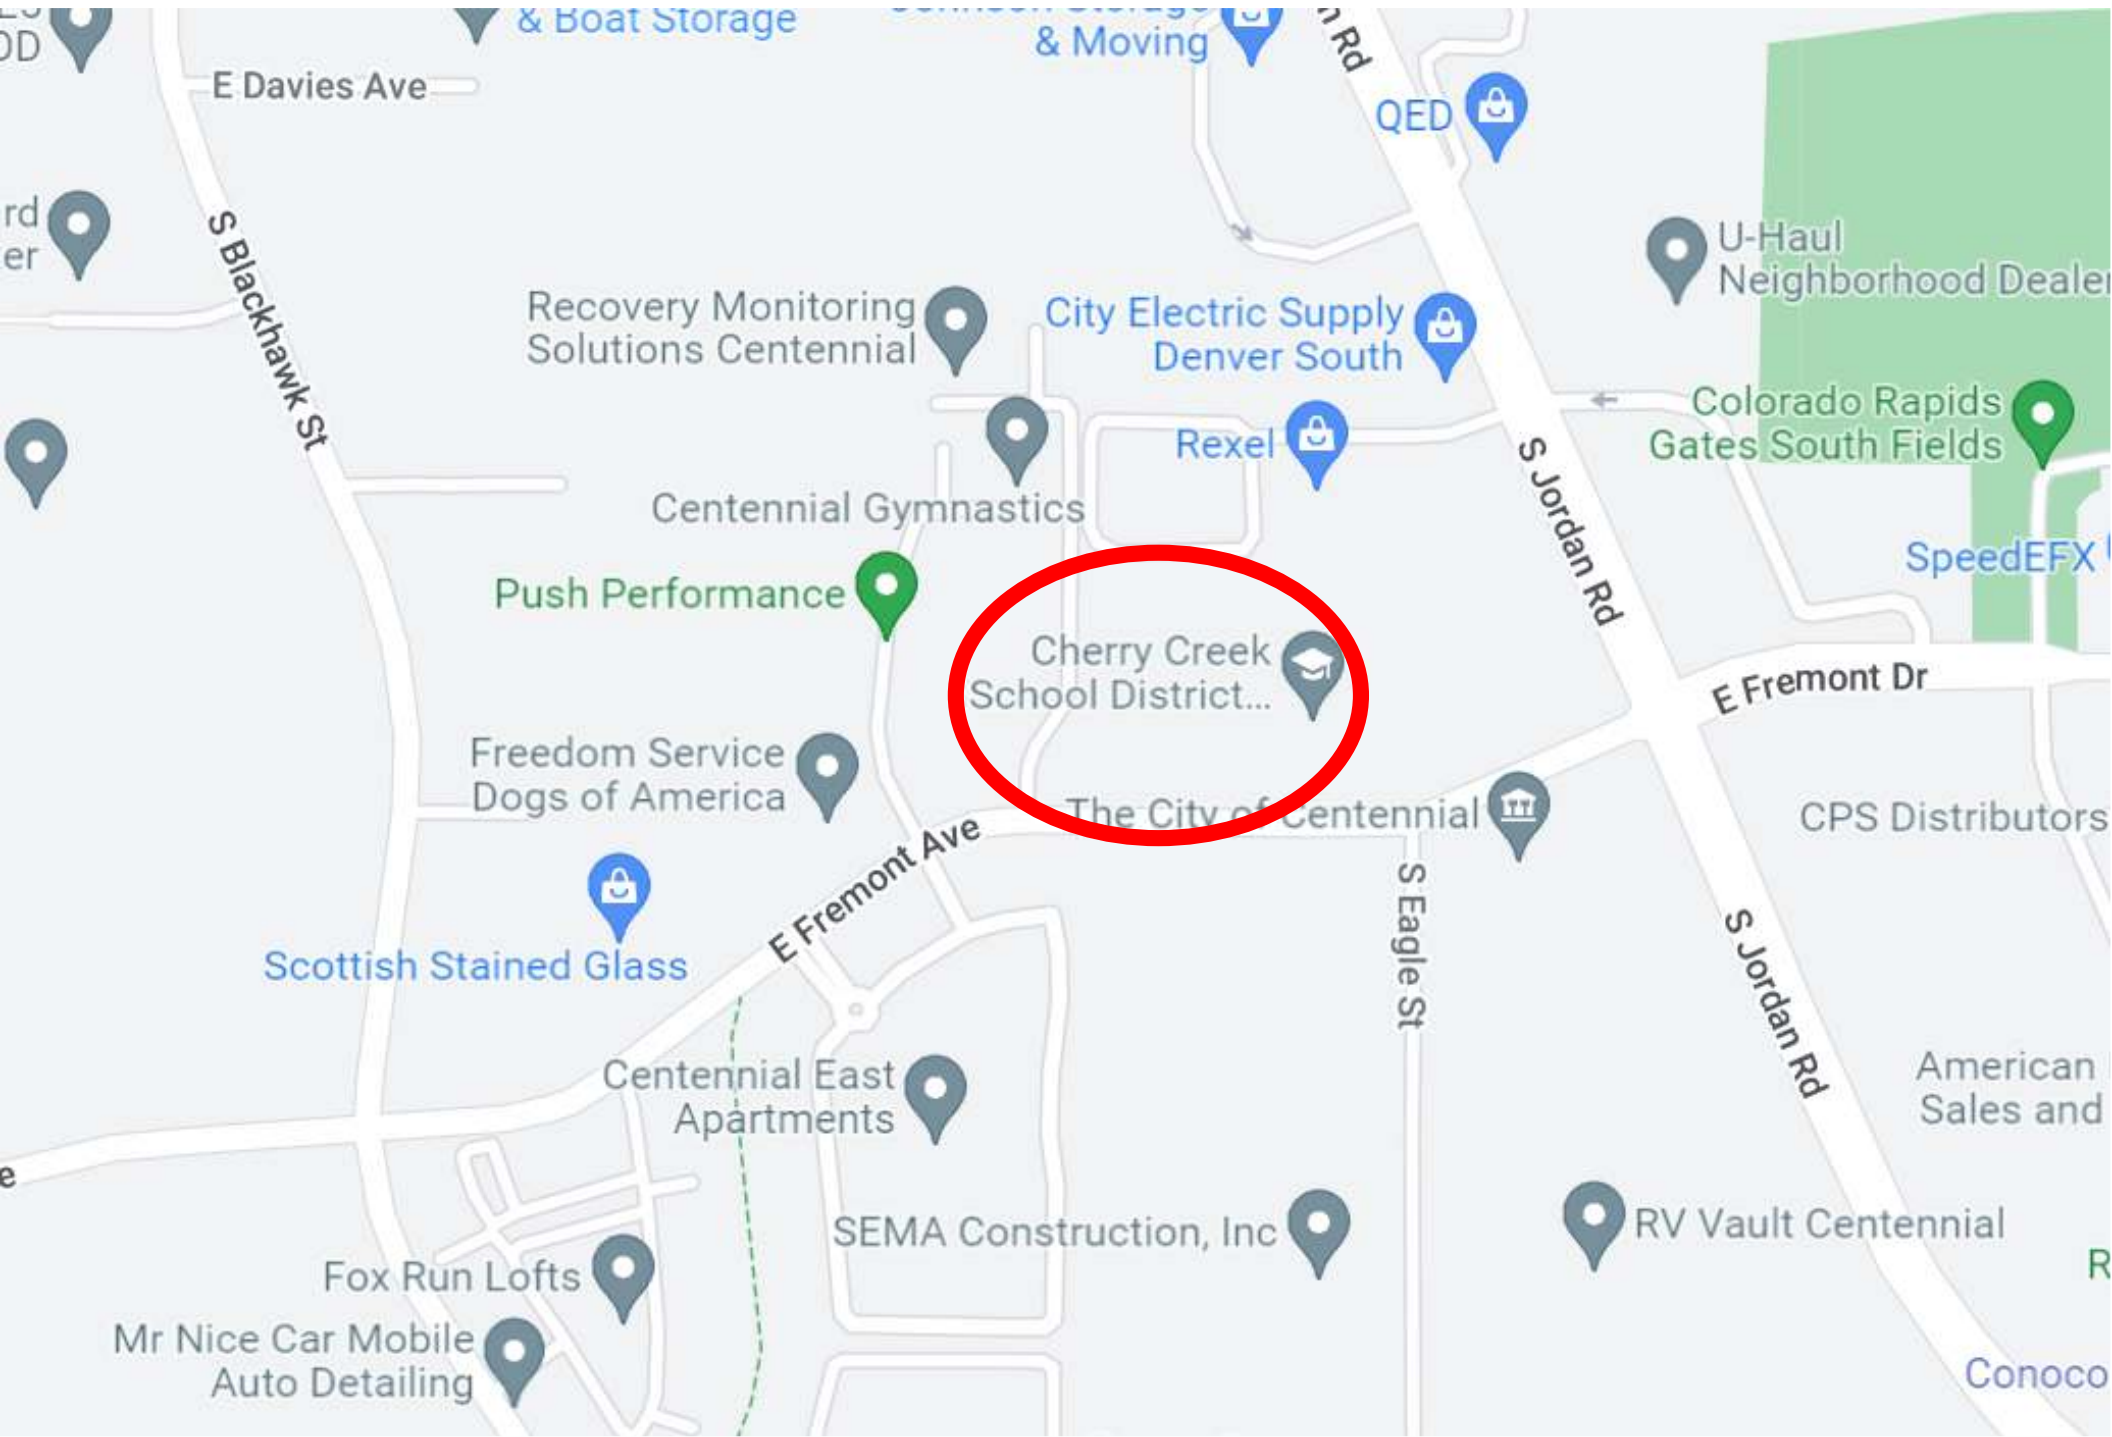 & Boat Storage
& Moving
n Rd
E Davies Ave
QED
rd
er
S Blackhawk St
U-Haul
Neighborhood Dealer
Recovery Monitoring
Solutions Centennial
City Electric Supply
Denver South
Colorado Rapids
Gates South Fields
Rexel
S Jordan Rd
Centennial Gymnastics
SpeedEFX
Push Performance
Cherry Creek
School District...
E Fremont Dr
Freedom Service
Dogs of America
The City of Centennial
CPS Distributors
E Fremont Ave
S Eagle St
Scottish Stained Glass
S Jordan Rd
Centennial East
Apartments
American
Sales and
e
SEMA Construction, Inc
RV Vault Centennial
Fox Run Lofts
R
Mr Nice Car Mobile
Auto Detailing
Conoco